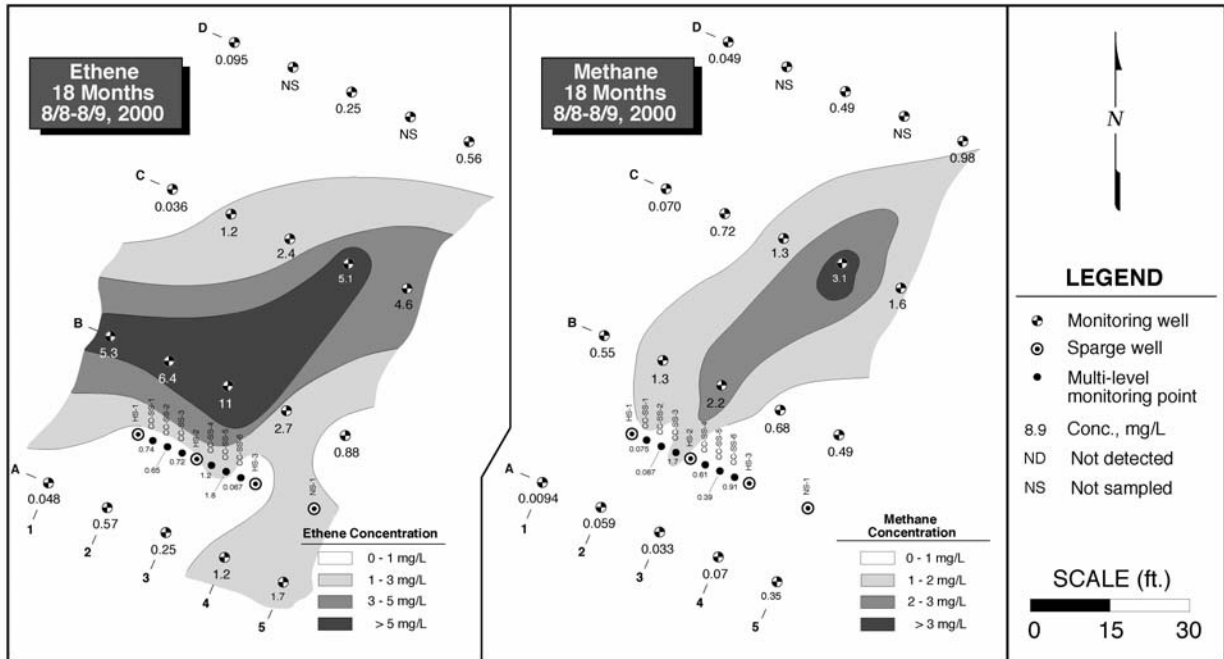 Ethene
18 Months
8/8-8/9, 2000
D
0.095
NS
0.25
NS
0.56
C
0.036
1.2
2.4
5.1
4.6
B
5.3
6.4
11
2.7
0.88
HS-1
CC-SS-1
CC-SS-2
CC-SS-3
HS-2
CC-SS-4
CC-SS-5
CC-SS-6
HS-3
NS-1
0.74
0.65
0.72
1.2
1.8
0.067
A
0.048
0.57
0.25
1.2
1.7
1
2
3
4
5
Ethene Concentration
0 - 1 mg/L
1 - 3 mg/L
3 - 5 mg/L
> 5 mg/L
Methane
18 Months
8/8-8/9, 2000
D
0.049
NS
0.49
NS
0.98
C
0.070
0.72
1.3
3.1
1.6
B
0.55
1.3
2.2
0.68
0.49
HS-1
CC-SS-1
CC-SS-2
CC-SS-3
HS-2
CC-SS-4
CC-SS-5
CC-SS-6
HS-3
NS-1
0.075
0.087
1.7
0.61
0.39
0.91
A
0.0094
0.059
0.033
0.07
0.35
1
2
3
4
5
Methane
Concentration
0 - 1 mg/L
1 - 2 mg/L
2 - 3 mg/L
> 3 mg/L
N
LEGEND
Monitoring well
Sparge well
Multi-level
monitoring point
8.9 Conc., mg/L
ND Not detected
NS Not sampled
SCALE (ft.)
0 15 30